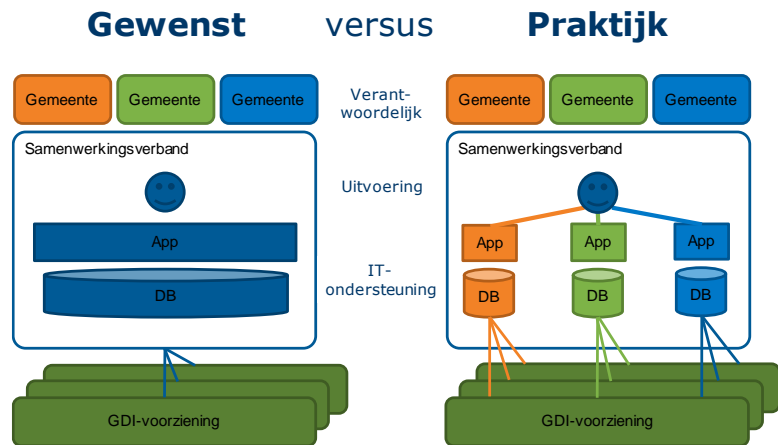 Gewenst versus Praktijk
Gemeente Gemeente Gemeente
Verant-
woordelijk
Gemeente Gemeente Gemeente
Samenwerkingsverband
Samenwerkingsverband
Uitvoering
App
App App App
IT-
ondersteuning
DB
DB DB DB
GDI-voorziening
GDI-voorziening